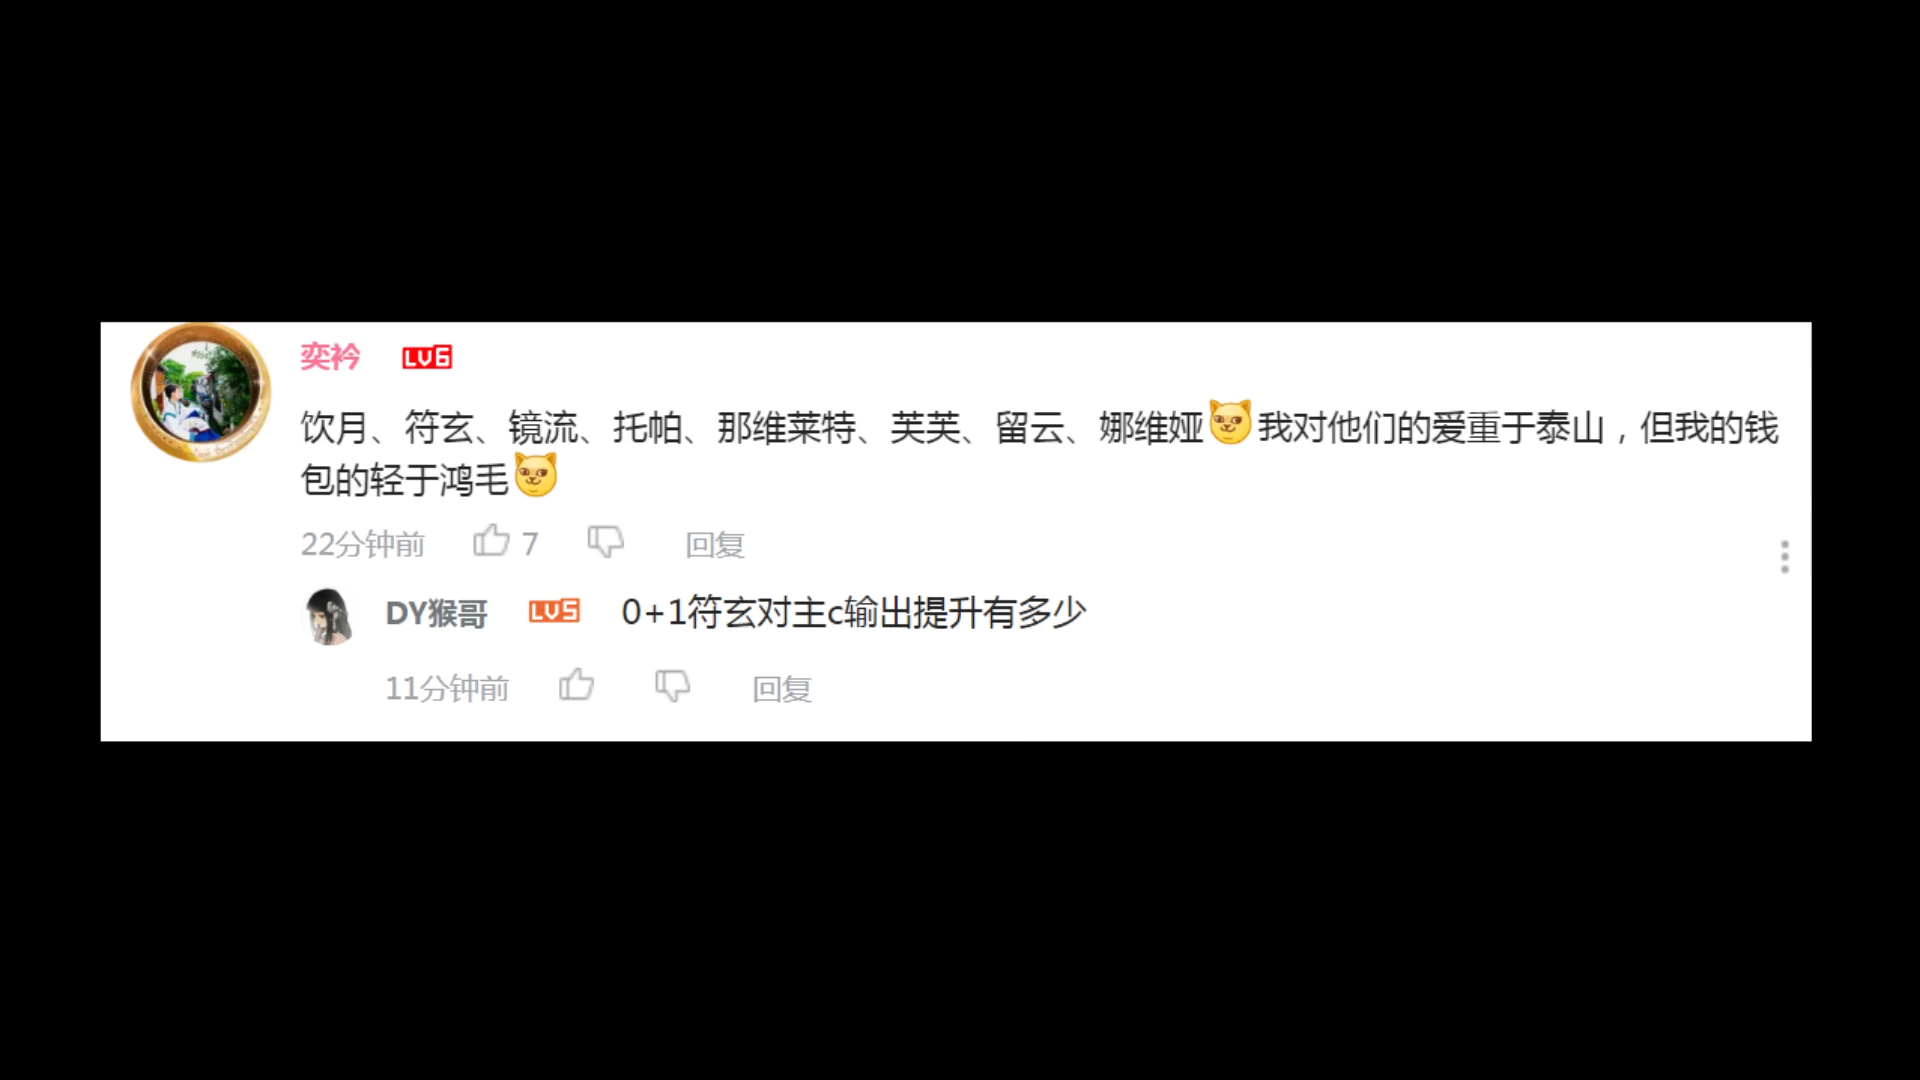 奕衿 LV6
饮月、符玄、镜流、托帕、那维莱特、芙芙、留云、娜维娅我对他们的爱重于泰山，但我的钱
包的轻于鸿毛
22分钟前 7 回复
DY猴哥 LV5 0+1符玄对主c输出提升有多少
11分钟前 回复